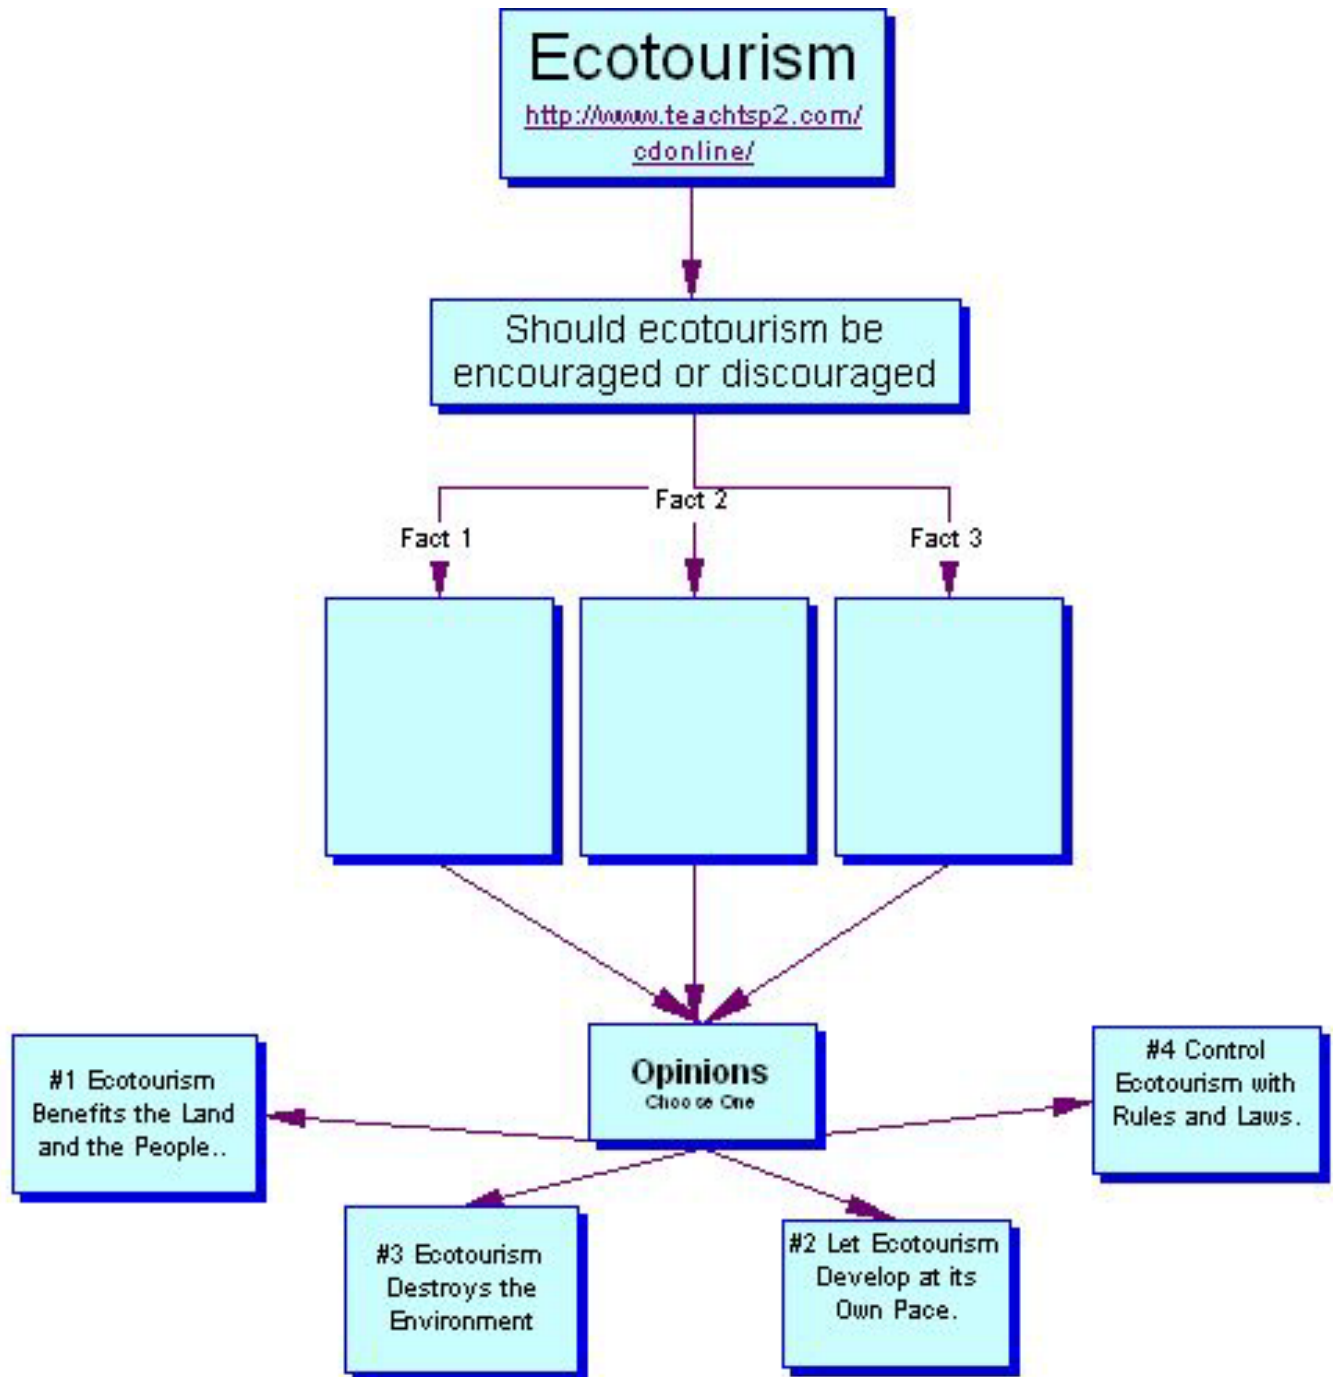 Ecotourism
http://www.teachtsp2.com/
cdonline/
Should ecotourism be
encouraged or discouraged
Fact 2
Fact 1
Fact 3
Opinions
Choose One
#1 Ecotourism
Benefits the Land
and the People..
#4 Control
Ecotourism with
Rules and Laws.
#3 Ecotourism
Destroys the
Environment
#2 Let Ecotourism
Develop at its
Own Pace.